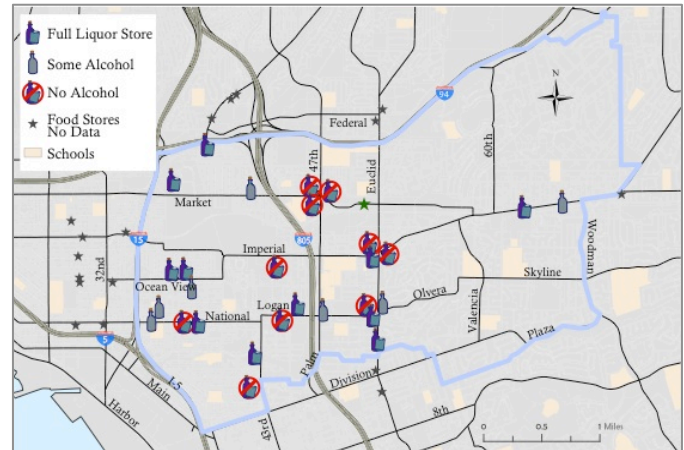 Full Liquor Store
Some Alcohol
No Alcohol
Food Stores
No Data
Schools
94
N
Federal
47th
Euclid
60th
Market
15
805
Imperial
Woodman
32nd
Ocean View
Skyline
Olvera
Logan
National
Valencia
5
Plaza
Palm
I-5
Main
Division
Harbor
43rd
8th
0 0.5 1 Miles